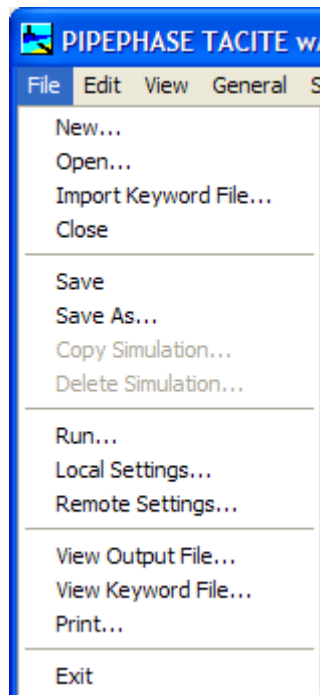 PIPEPHASE TACITE
File Edit View General
New...
Open...
Import Keyword File...
Close
Save
Save As...
Copy Simulation...
Delete Simulation...
Run...
Local Settings...
Remote Settings...
View Output File...
View Keyword File...
Print...
Exit